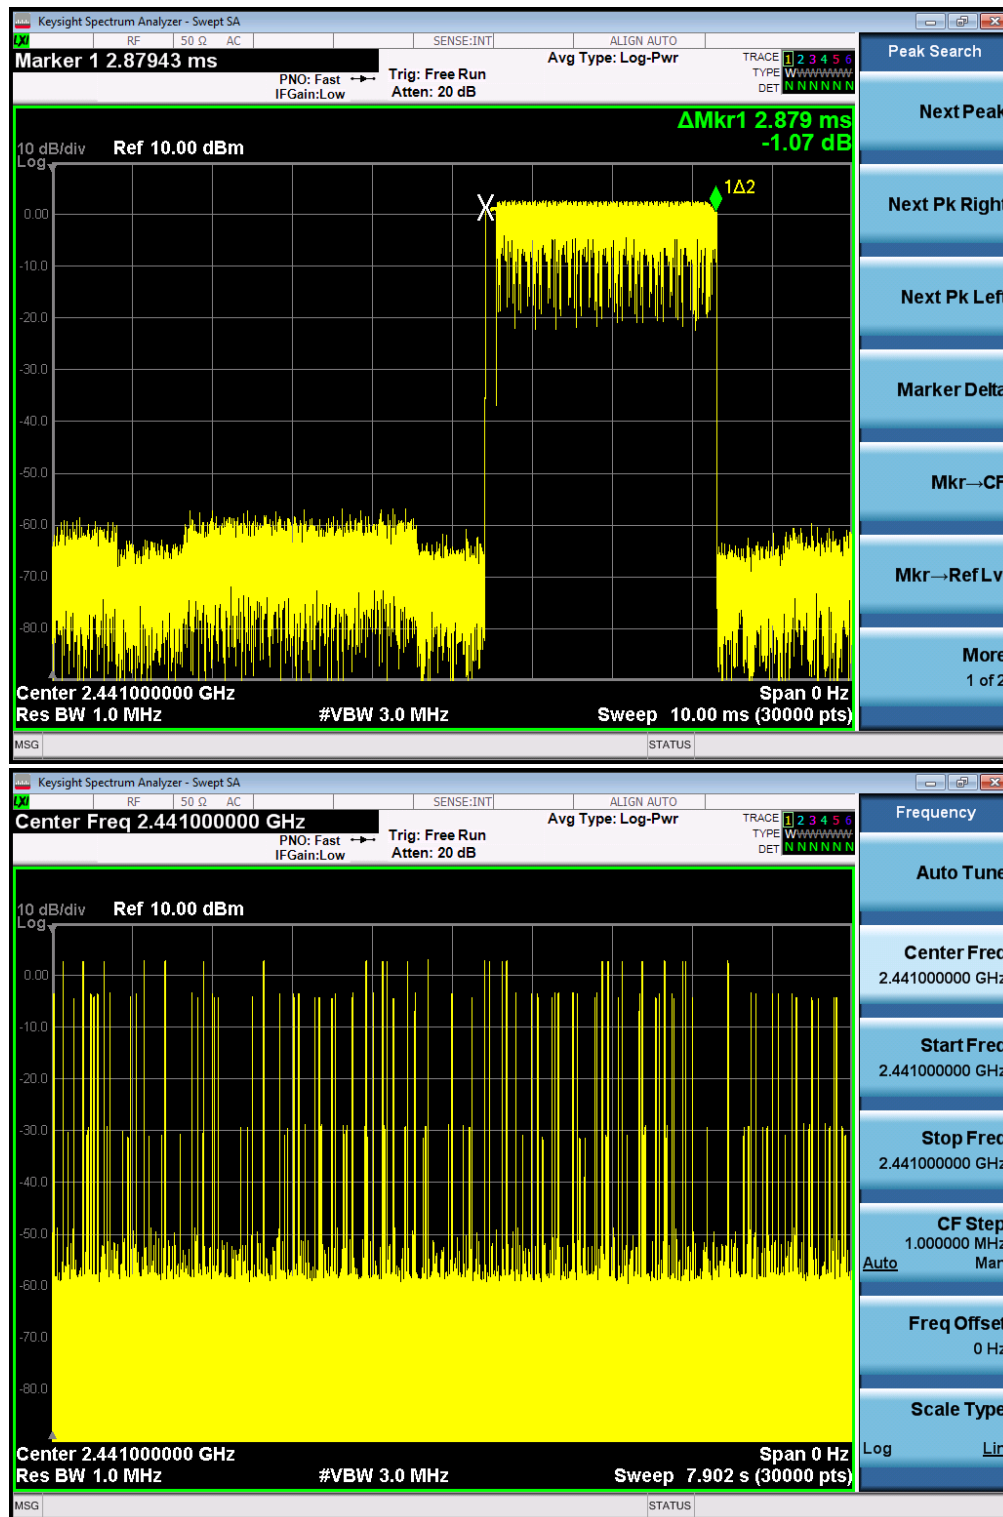 Keysight Spectrum Analyzer - Swept SA
LXI RF 50 Ω AC SENSE:INT ALIGN AUTO
Marker 1 2.87943 ms
PNO: Fast
IFGain:Low
Trig: Free Run
Atten: 20 dB
Avg Type: Log-Pwr
TRACE 1 2 3 4 5 6
TYPE W W W W W W
DET N N N N N N
ΔMkr1 2.879 ms
-1.07 dB
10 dB/div Ref 10.00 dBm
Log
1Δ2
0.00
-10.0
-20.0
-30.0
-40.0
-50.0
-60.0
-70.0
-80.0
Center 2.441000000 GHz Span 0 Hz
Res BW 1.0 MHz #VBW 3.0 MHz Sweep 10.00 ms (30000 pts)
MSG STATUS
Peak Search
Next Peak
Next Pk Right
Next Pk Left
Marker Delta
Mkr→CF
Mkr→Ref Lv
More
1 of 2
Keysight Spectrum Analyzer - Swept SA
LXI RF 50 Ω AC SENSE:INT ALIGN AUTO
Center Freq 2.441000000 GHz
PNO: Fast
IFGain:Low
Trig: Free Run
Atten: 20 dB
Avg Type: Log-Pwr
TRACE 1 2 3 4 5 6
TYPE W W W W W W
DET N N N N N N
10 dB/div Ref 10.00 dBm
Log
0.00
-10.0
-20.0
-30.0
-40.0
-50.0
-60.0
-70.0
-80.0
Center 2.441000000 GHz Span 0 Hz
Res BW 1.0 MHz #VBW 3.0 MHz Sweep 7.902 s (30000 pts)
MSG STATUS
Frequency
Auto Tune
Center Freq
2.441000000 GHz
Start Freq
2.441000000 GHz
Stop Freq
2.441000000 GHz
CF Step
1.000000 MHz
Auto Man
Freq Offset
0 Hz
Scale Type
Log Lin